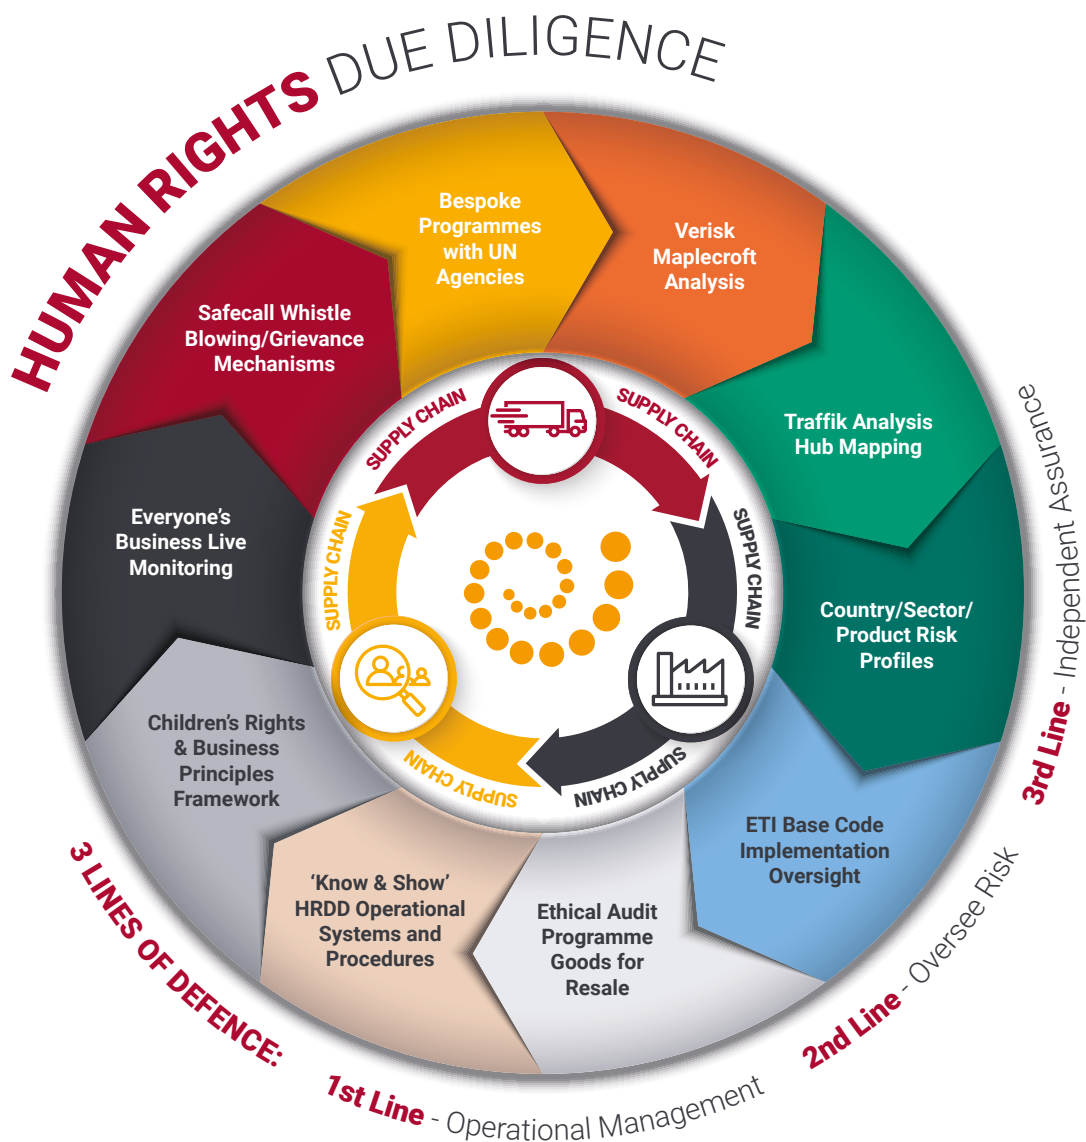 HUMAN RIGHTS DUE DILIGENCE
Bespoke
Programmes
with UN
Agencies
Verisk
Maplecroft
Analysis
Traffik Analysis
Hub Mapping
Country/Sector/
Product Risk
Profiles
ETI Base Code
Implementation
Oversight
Ethical Audit
Programme
Goods for
Resale
‘Know & Show’
HRDD Operational
Systems and
Procedures
Children’s Rights
& Business
Principles
Framework
Everyone’s
Business Live
Monitoring
Safecall Whistle
Blowing/Grievance
Mechanisms
SUPPLY CHAIN
SUPPLY CHAIN
SUPPLY CHAIN
SUPPLY CHAIN
SUPPLY CHAIN
SUPPLY CHAIN
3 LINES OF DEFENCE:
1st Line - Operational Management
2nd Line - Oversee Risk
3rd Line - Independent Assurance